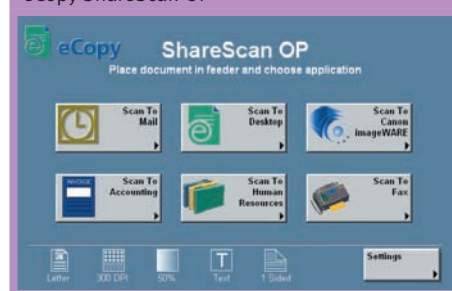 eCopy ShareScan OP
eCopy
ShareScan OP
Place document in feeder and choose application
Scan To
Mail
Scan To
Desktop
Scan To
Canon
imageWARE
INVOICE
Scan To
Accounting
Scan To
Human
Resources
Scan To
Fax
Letter
300 DPI
50%
T
Text
1 Sided
Settings